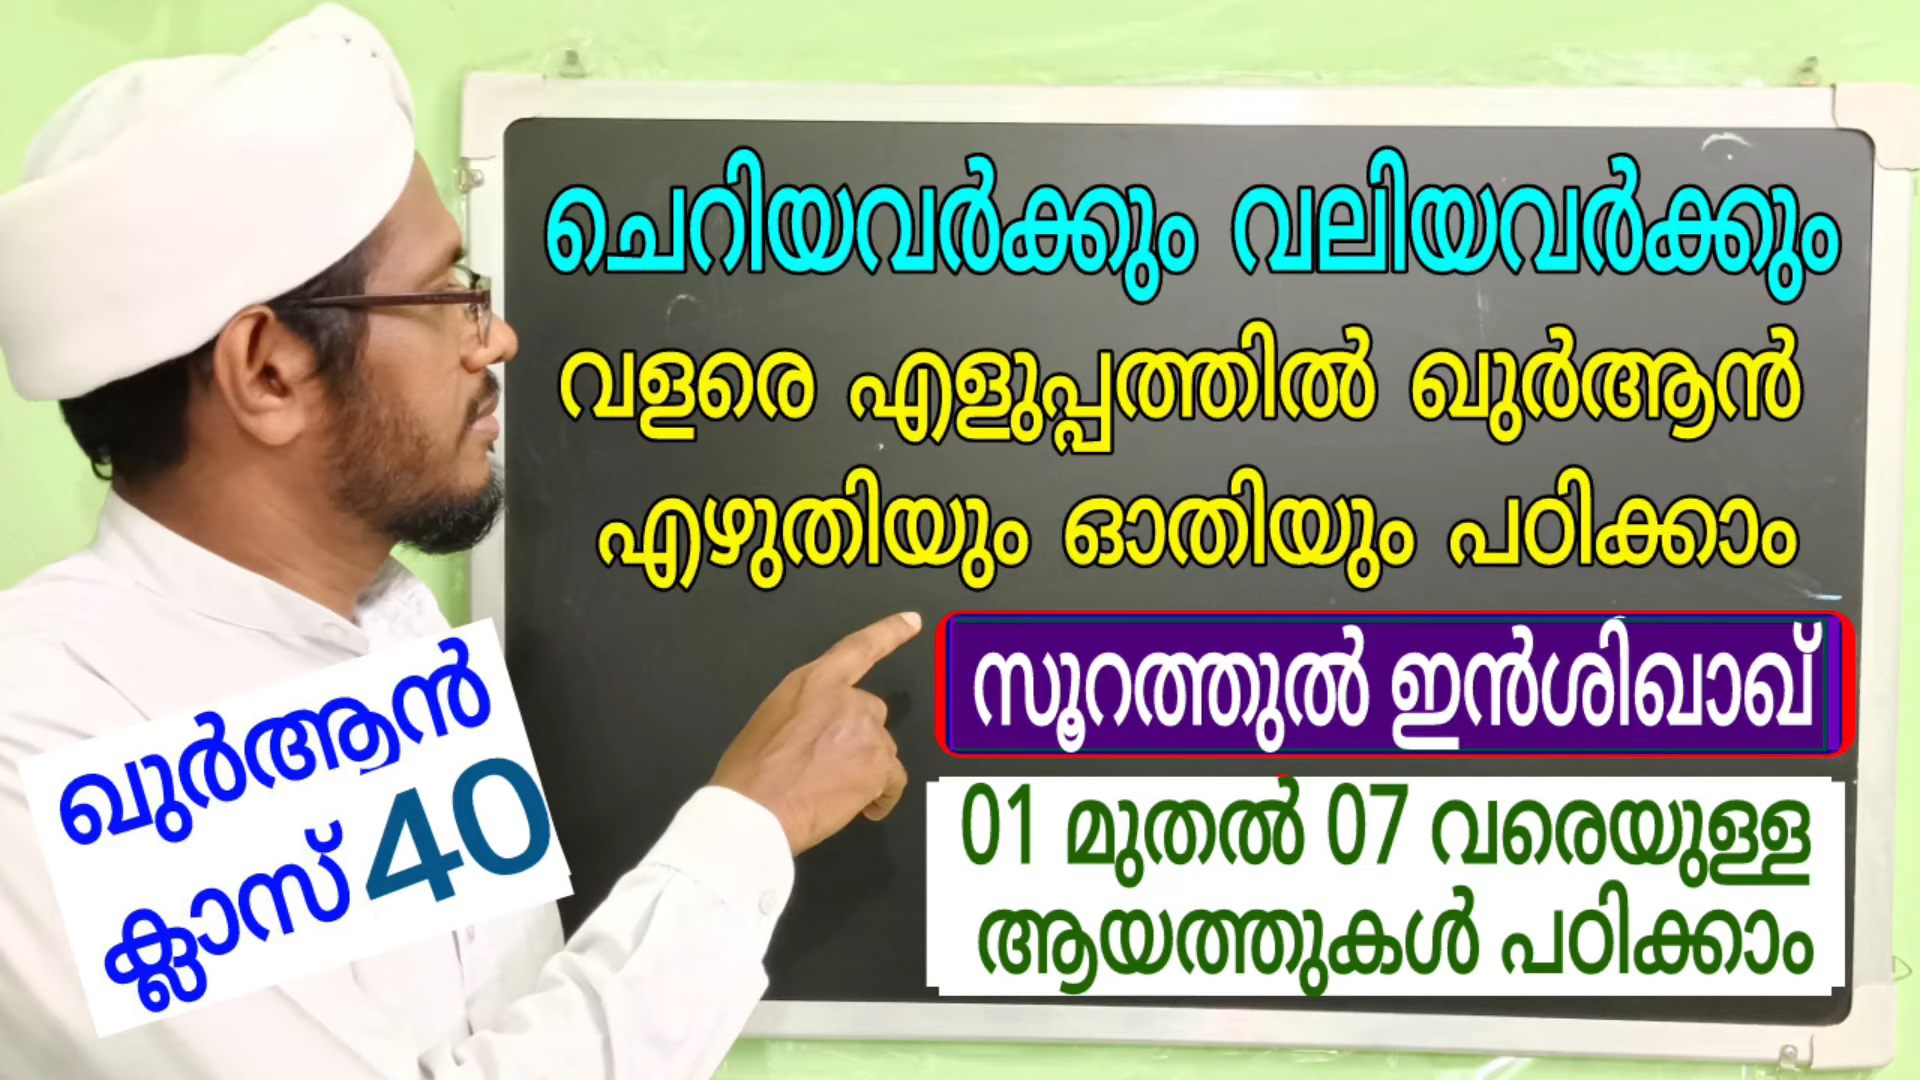 ചെറിയവർക്കും വലിയവർക്കും
വളരെ എളുപ്പത്തിൽ ഖുർആൻ
എഴുതിയും ഓതിയും പഠിക്കാം
സൂറത്തുൽ ഇൻശിഖാഖ്
01 മുതൽ 07 വരെയുള്ള
ആയത്തുകൾ പഠിക്കാം
ഖുർആൻ
ക്ലാസ് 40